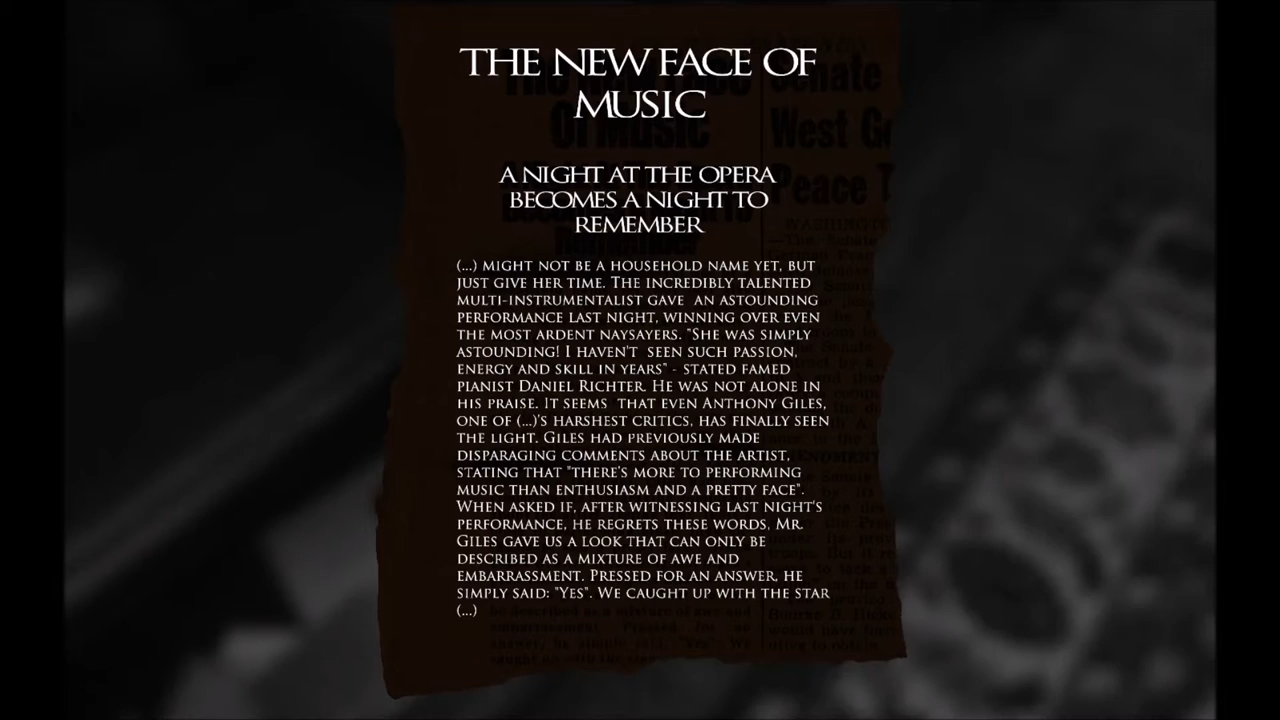 THE NEW FACE OF
MUSIC
A NIGHT AT THE OPERA
BECOMES A NIGHT TO
REMEMBER
(...) MIGHT NOT BE A HOUSEHOLD NAME YET, BUT
JUST GIVE HER TIME. THE INCREDIBLY TALENTED
MULTI-INSTRUMENTALIST GAVE AN ASTOUNDING
PERFORMANCE LAST NIGHT, WINNING OVER EVEN
THE MOST ARDENT NAYSAYERS. "SHE WAS SIMPLY
ASTOUNDING! I HAVEN'T SEEN SUCH PASSION,
ENERGY AND SKILL IN YEARS" - STATED FAMED
PIANIST DANIEL RICHTER. HE WAS NOT ALONE IN
HIS PRAISE. IT SEEMS THAT EVEN ANTHONY GILES,
ONE OF (...)'S HARSHEST CRITICS, HAS FINALLY SEEN
THE LIGHT. GILES HAD PREVIOUSLY MADE
DISPARAGING COMMENTS ABOUT THE ARTIST,
STATING THAT "THERE'S MORE TO PERFORMING
MUSIC THAN ENTHUSIASM AND A PRETTY FACE".
WHEN ASKED IF, AFTER WITNESSING LAST NIGHT'S
PERFORMANCE, HE REGRETS THESE WORDS, MR.
GILES GAVE US A LOOK THAT CAN ONLY BE
DESCRIBED AS A MIXTURE OF AWE AND
EMBARRASSMENT. PRESSED FOR AN ANSWER, HE
SIMPLY SAID: "YES". WE CAUGHT UP WITH THE STAR
(...)
Senate
West Ge
Peace T
WASHINGT